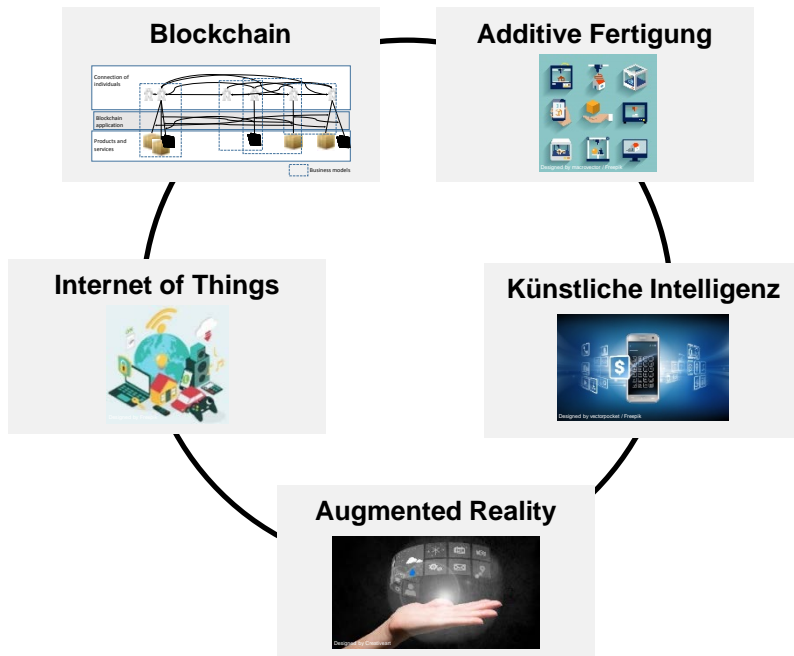 Blockchain
Connection of
individuals
Blockchain
application
Products and
services
Business models
Additive Fertigung
Designed by macrovector / Freepik
Internet of Things
Künstliche Intelligenz
$
Designed by vectorpocket / Freepik
Augmented Reality
Designed by Creativeart